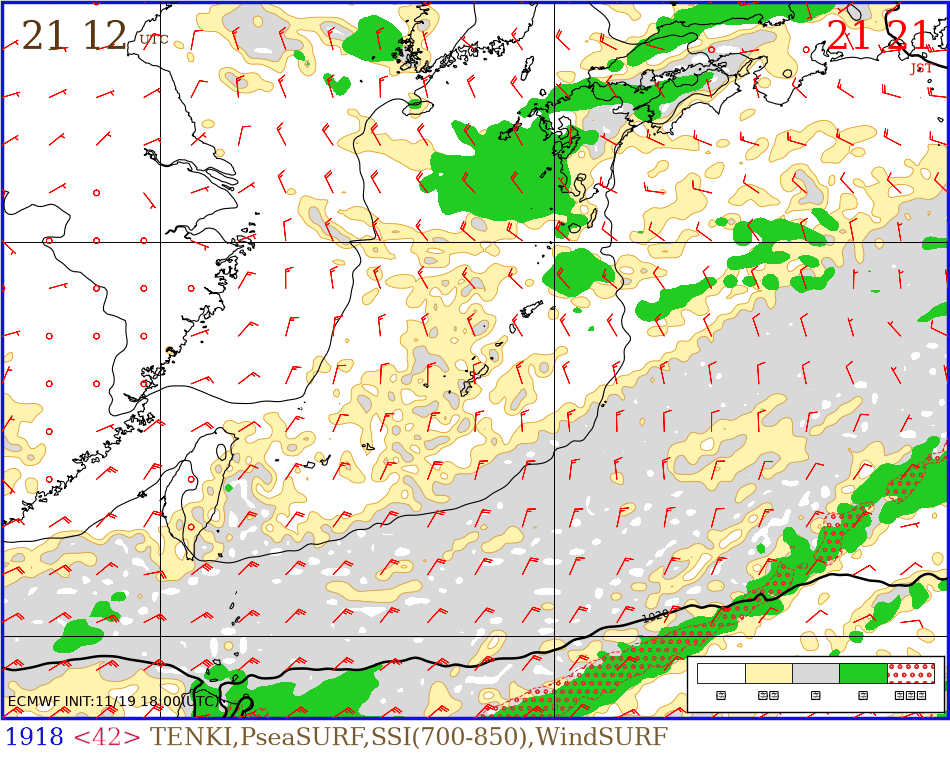 21 12 UTC
21 21
JST
1020
ECMWF INIT:11/19 18:00(UTC)
1918 <42> TENKI,PseaSURF,SSI(700-850),WindSURF